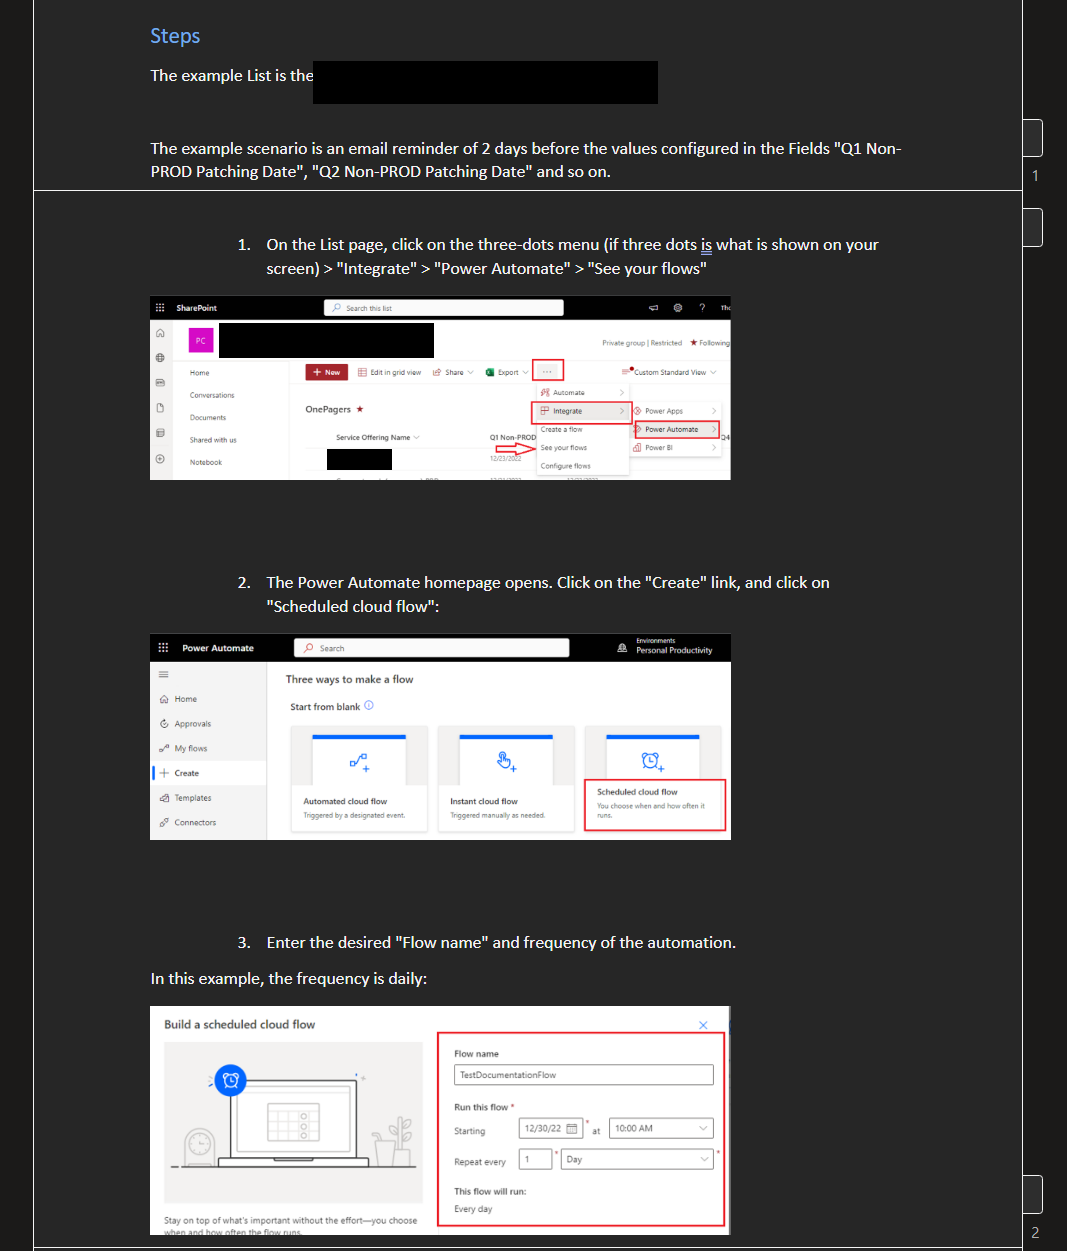 Steps
The example List is the
The example scenario is an email reminder of 2 days before the values configured in the Fields "Q1 Non-
PROD Patching Date", "Q2 Non-PROD Patching Date" and so on.
1
1. On the List page, click on the three-dots menu (if three dots is what is shown on your
screen) > "Integrate" > "Power Automate" > "See your flows"
SharePoint
Search this list
?
PC
Private group | Restricted ★ Following
Home
+ New
Edit in grid view
Share
Export
...
Custom Standard View
Conversations
Automate
OnePagers ★
Integrate
Power Apps
Documents
Create a flow
Power Automate
Shared with us
Service Offering Name
Q1 Non-PROD
See your flows
Power BI
Q4
Notebook
12/23/2022
Configure flows
2. The Power Automate homepage opens. Click on the "Create" link, and click on
"Scheduled cloud flow":
Power Automate
Search
Environments
Personal Productivity
Three ways to make a flow
Home
Start from blank
Approvals
My flows
Create
Templates
Connectors
Automated cloud flow
Triggered by a designated event.
Instant cloud flow
Triggered manually as needed.
Scheduled cloud flow
You choose when and how often it
runs.
3. Enter the desired "Flow name" and frequency of the automation.
In this example, the frequency is daily:
Build a scheduled cloud flow
Flow name
TestDocumentationFlow
Run this flow *
Starting
12/30/22
*
at
10:00 AM
Repeat every
1
*
Day
*
This flow will run:
Every day
Stay on top of what's important without the effort—you choose
when and how often the flow runs.
2